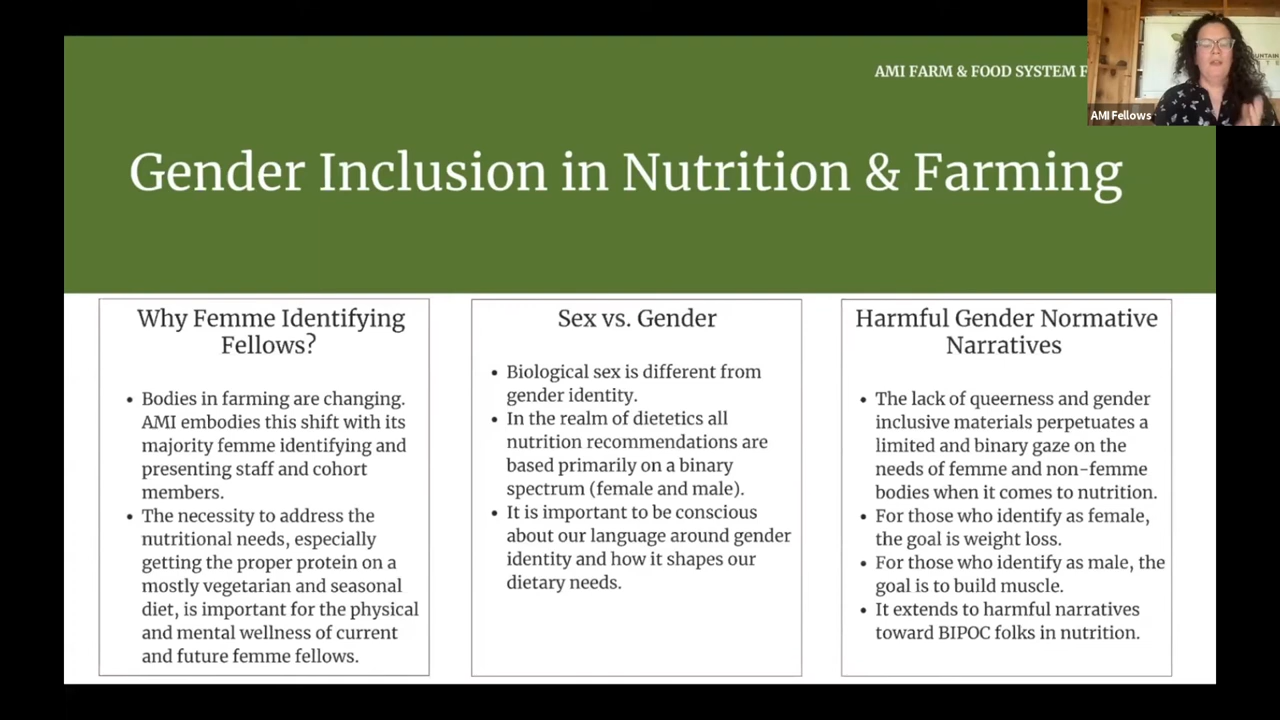 AMI FARM & FOOD SYSTEM F
AMI Fellows
Gender Inclusion in Nutrition & Farming
Why Femme Identifying
Fellows?
• Bodies in farming are changing.
AMI embodies this shift with its
majority femme identifying and
presenting staff and cohort
members.
• The necessity to address the
nutritional needs, especially
getting the proper protein on a
mostly vegetarian and seasonal
diet, is important for the physical
and mental wellness of current
and future femme fellows.
Sex vs. Gender
• Biological sex is different from
gender identity.
• In the realm of dietetics all
nutrition recommendations are
based primarily on a binary
spectrum (female and male).
• It is important to be conscious
about our language around gender
identity and how it shapes our
dietary needs.
Harmful Gender Normative
Narratives
• The lack of queerness and gender
inclusive materials perpetuates a
limited and binary gaze on the
needs of femme and non-femme
bodies when it comes to nutrition.
• For those who identify as female,
the goal is weight loss.
• For those who identify as male, the
goal is to build muscle.
• It extends to harmful narratives
toward BIPOC folks in nutrition.